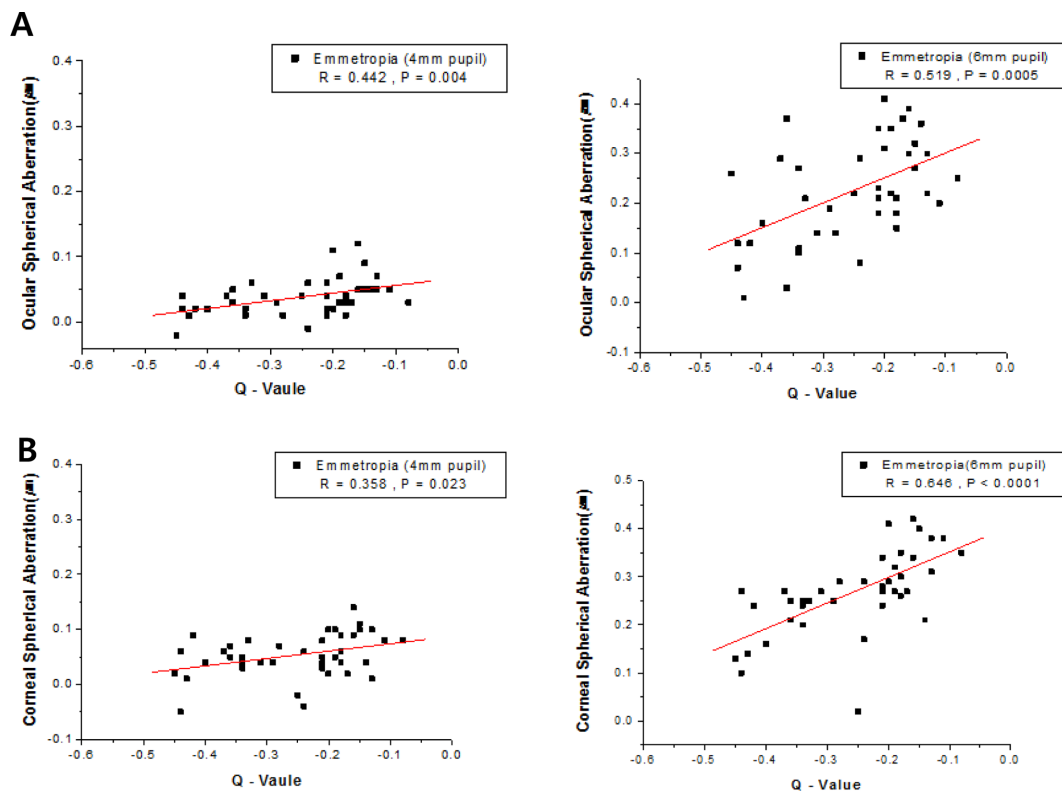 A
Emmetropia (4mm pupil)
R = 0.442 , P = 0.004
Ocular Spherical Aberration(㎛)
0.4
0.3
0.2
0.1
0.0
-0.6
-0.5
-0.4
-0.3
-0.2
-0.1
0.0
Q - Vaule
Emmetropia (6mm pupil)
R = 0.519 , P = 0.0005
Ocular Spherical Aberration(㎛)
0.4
0.3
0.2
0.1
0.0
-0.1
-0.6
-0.5
-0.4
-0.3
-0.2
-0.1
0.0
Q - Value
B
Emmetropia (4mm pupil)
R = 0.358 , P = 0.023
Corneal Spherical Aberration(㎛)
0.4
0.3
0.2
0.1
0.0
-0.1
-0.6
-0.5
-0.4
-0.3
-0.2
-0.1
0.0
Q - Vaule
Emmetropia(6mm pupil)
R = 0.646 , P < 0.0001
Corneal Spherical Aberration(㎛)
0.5
0.4
0.3
0.2
0.1
0.0
-0.6
-0.5
-0.4
-0.3
-0.2
-0.1
0.0
Q - Value